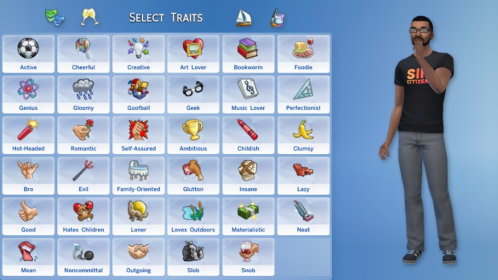 Select Traits
Active
Cheerful
Creative
Art Lover
Bookworm
Foodie
Genius
Gloomy
Goofball
Geek
Music Lover
Perfectionist
Hot-Headed
Romantic
Self-Assured
Ambitious
Childish
Clumsy
Bro
Evil
Family-Oriented
Glutton
Insane
Lazy
Good
Hates Children
Loner
Loves Outdoors
Materialistic
Neat
Mean
Noncommittal
Outgoing
Slob
Snob
SIM
CITIZEN